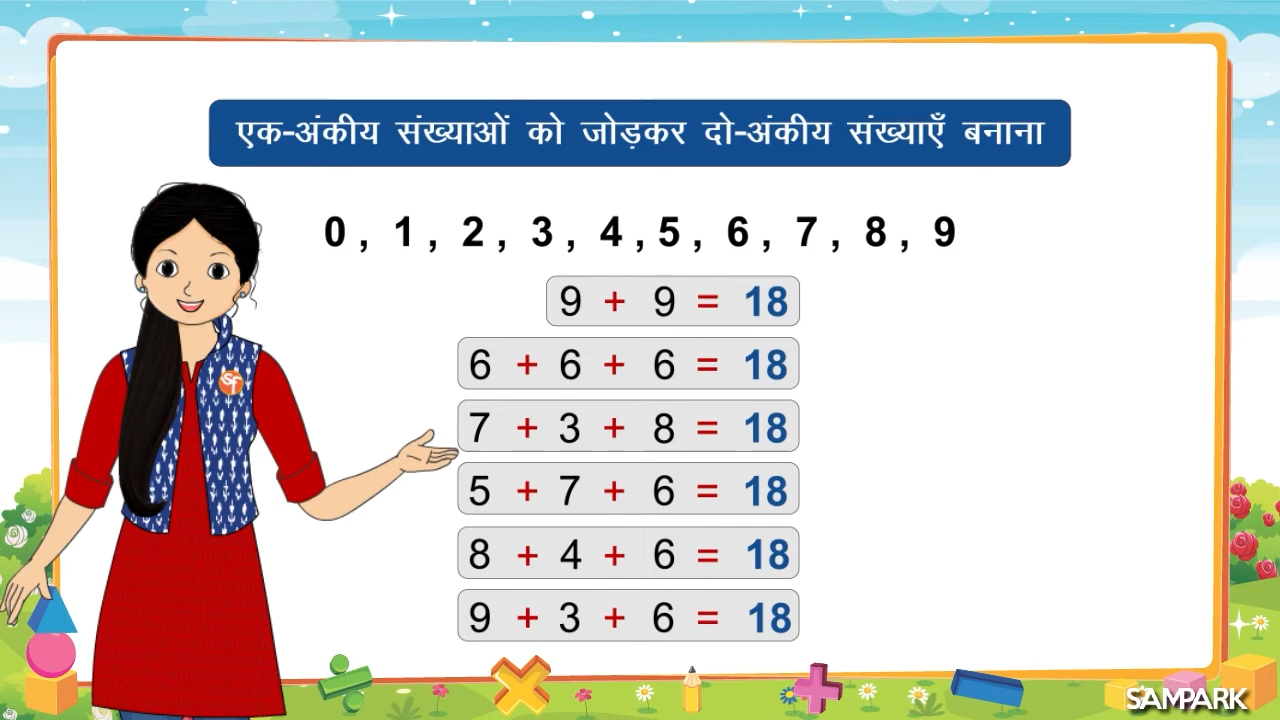 एक-अंकीय संख्याओं को जोड़कर दो-अंकीय संख्याएँ बनाना
0 , 1 , 2 , 3 , 4 , 5 , 6 , 7 , 8 , 9
9 + 9 = 18
6 + 6 + 6 = 18
7 + 3 + 8 = 18
5 + 7 + 6 = 18
8 + 4 + 6 = 18
9 + 3 + 6 = 18
sf
SAMPARK